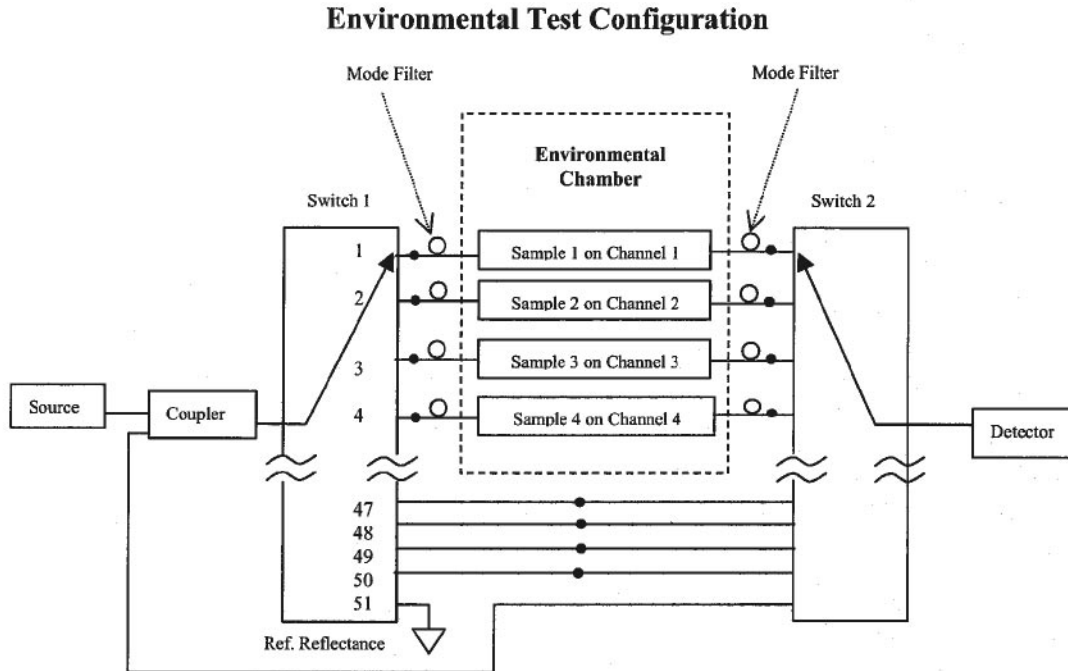 Environmental Test Configuration
Mode Filter
Mode Filter
Environmental
Chamber
Switch 1
Switch 2
1
Sample 1 on Channel 1
2
Sample 2 on Channel 2
3
Sample 3 on Channel 3
4
Sample 4 on Channel 4
Source
Coupler
Detector
47
48
49
50
51
Ref. Reflectance